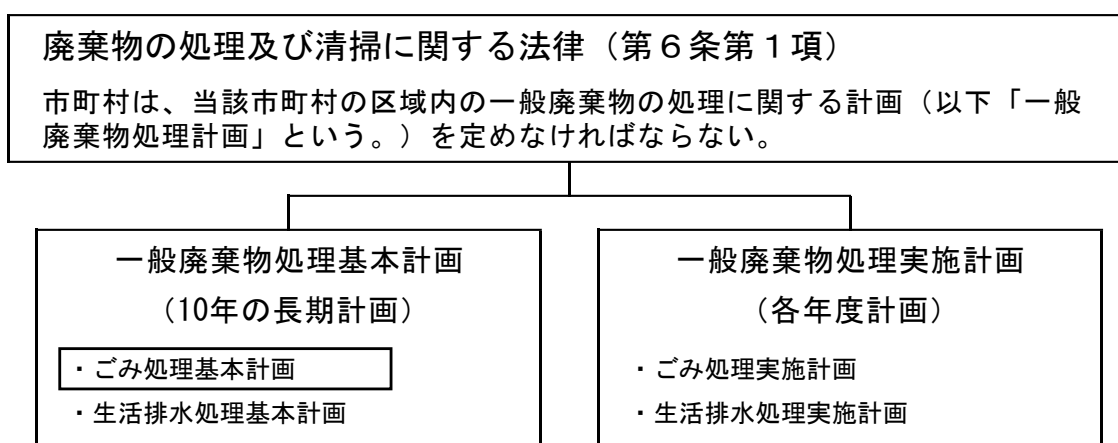 廃棄物の処理及び清掃に関する法律（第６条第１項）
市町村は、当該市町村の区域内の一般廃棄物の処理に関する計画（以下「一般
廃棄物処理計画」という。）を定めなければならない。
一般廃棄物処理基本計画
（10年の長期計画）
・ごみ処理基本計画
・生活排水処理基本計画
一般廃棄物処理実施計画
（各年度計画）
・ごみ処理実施計画
・生活排水処理実施計画